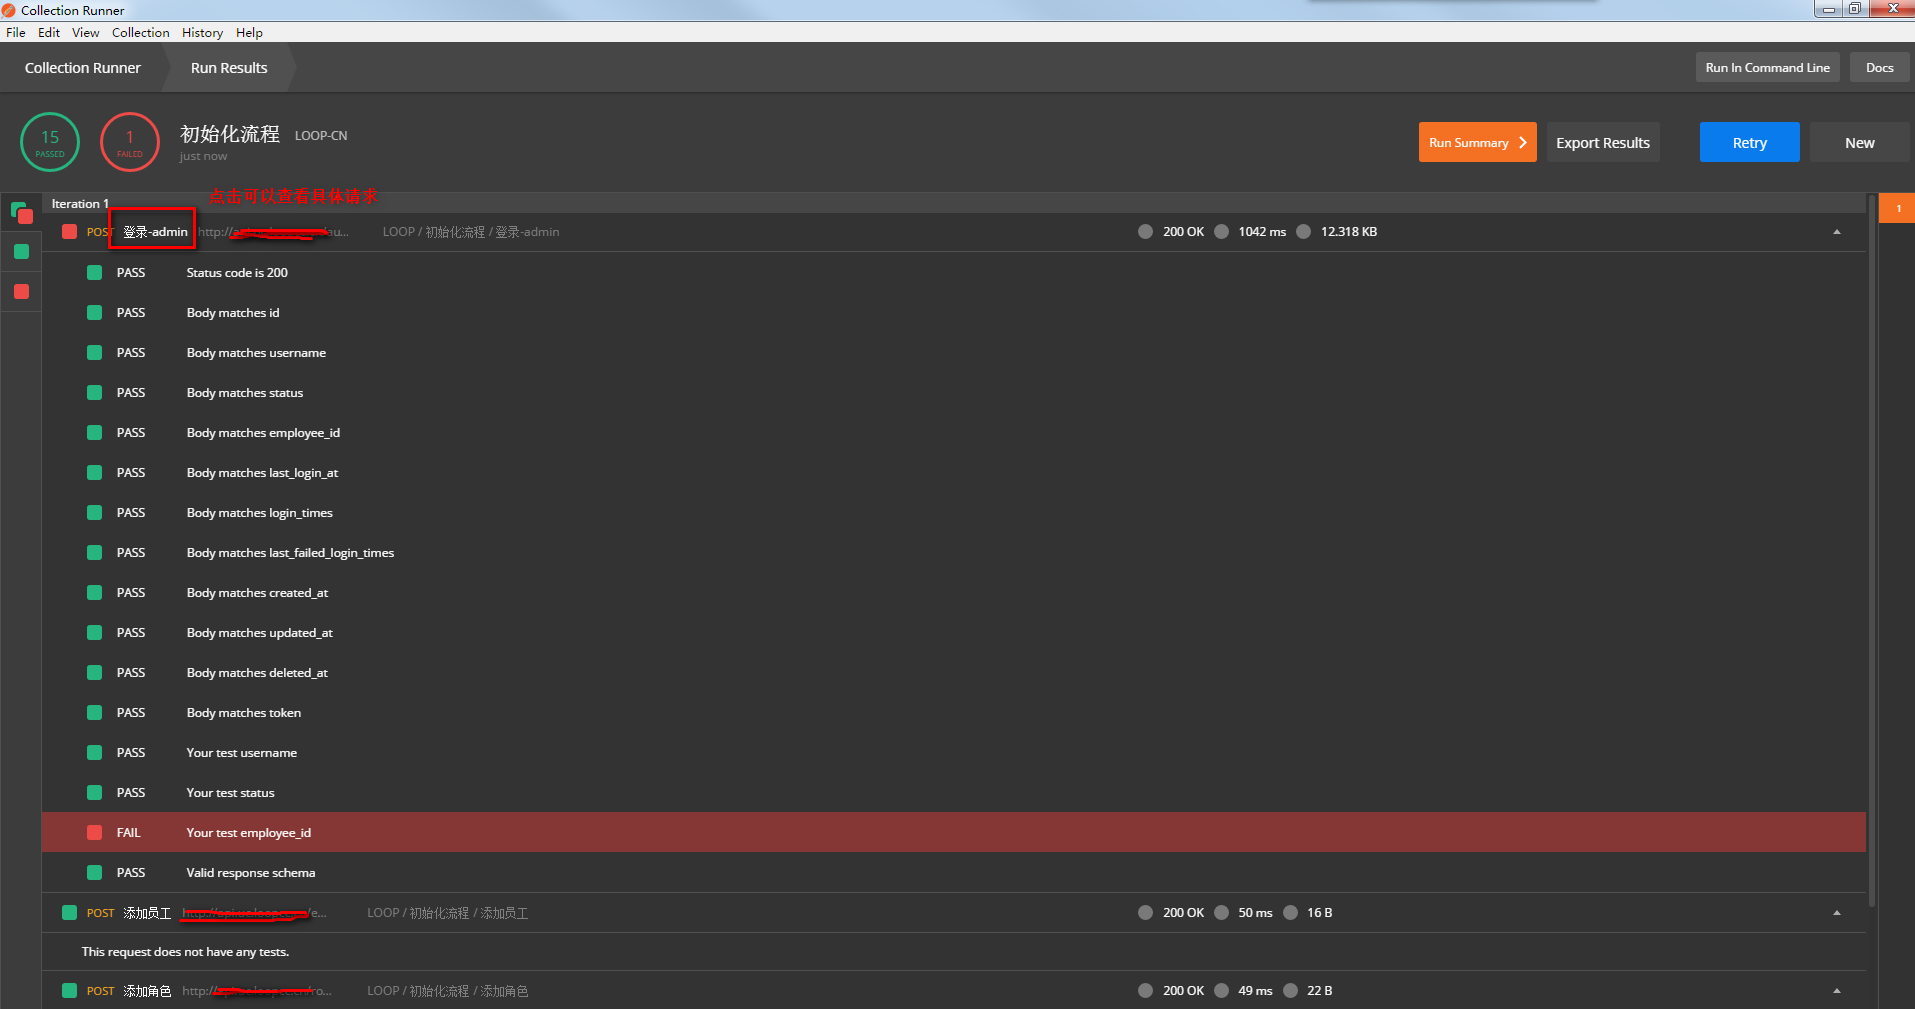 Collection Runner
File Edit View Collection History Help
Collection Runner Run Results Run In Command Line Docs
15 PASSED 1 FAILED 初始化流程 LOOP-CN just now Run Summary Export Results Retry New
点击可以查看具体请求
Iteration 1 1
POST 登录-admin http:// au... LOOP / 初始化流程 / 登录-admin 200 OK 1042 ms 12.318 KB
PASS Status code is 200
PASS Body matches id
PASS Body matches username
PASS Body matches status
PASS Body matches employee_id
PASS Body matches last_login_at
PASS Body matches login_times
PASS Body matches last_failed_login_times
PASS Body matches created_at
PASS Body matches updated_at
PASS Body matches deleted_at
PASS Body matches token
PASS Your test username
PASS Your test status
FAIL Your test employee_id
PASS Valid response schema
POST 添加员工 /e... LOOP / 初始化流程 / 添加员工 200 OK 50 ms 16 B
This request does not have any tests.
POST 添加角色 http:// /ro... LOOP / 初始化流程 / 添加角色 200 OK 49 ms 22 B